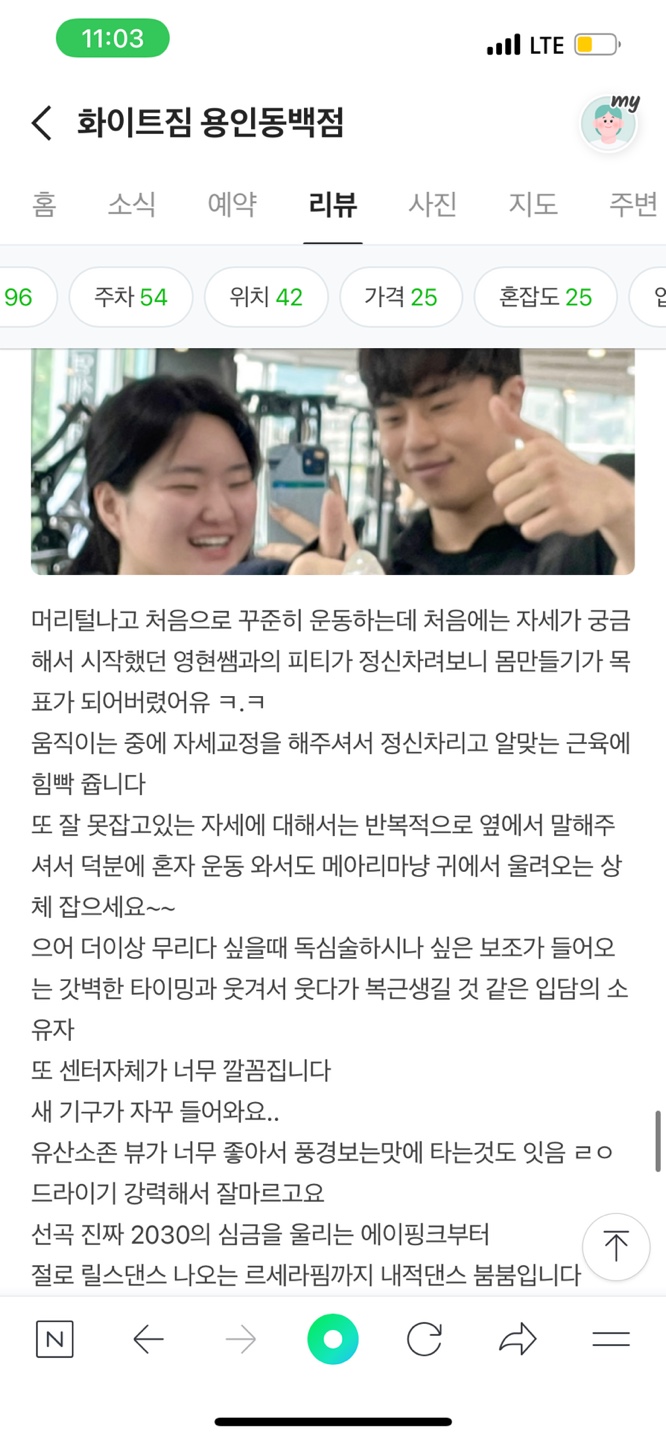 11:03
LTE
화이트짐 용인동백점
my
홈 소식 예약 리뷰 사진 지도 주변
96 주차 54 위치 42 가격 25 혼잡도 25
머리털나고 처음으로 꾸준히 운동하는데 처음에는 자세가 궁금
해서 시작했던 영현쌤과의 피티가 정신차려보니 몸만들기가 목
표가 되어버렸어유 ㅋ.ㅋ
움직이는 중에 자세교정을 해주셔서 정신차리고 알맞는 근육에
힘빡 줍니다
또 잘 못잡고있는 자세에 대해서는 반복적으로 옆에서 말해주
셔서 덕분에 혼자 운동 와서도 메아리마냥 귀에서 울려오는 상
체 잡으세요~~
으어 더이상 무리다 싶을때 독심술하시나 싶은 보조가 들어오
는 갓벽한 타이밍과 웃겨서 웃다가 복근생길 것 같은 입담의 소
유자
또 센터자체가 너무 깔꼼집니다
새 기구가 자꾸 들어와요..
유산소존 뷰가 너무 좋아서 풍경보는맛에 타는것도 잇음 ㄹㅇ
드라이기 강력해서 잘마르고요
선곡 진짜 2030의 심금을 울리는 에이핑크부터
절로 릴스댄스 나오는 르세라핌까지 내적댄스 붐붐입니다
N